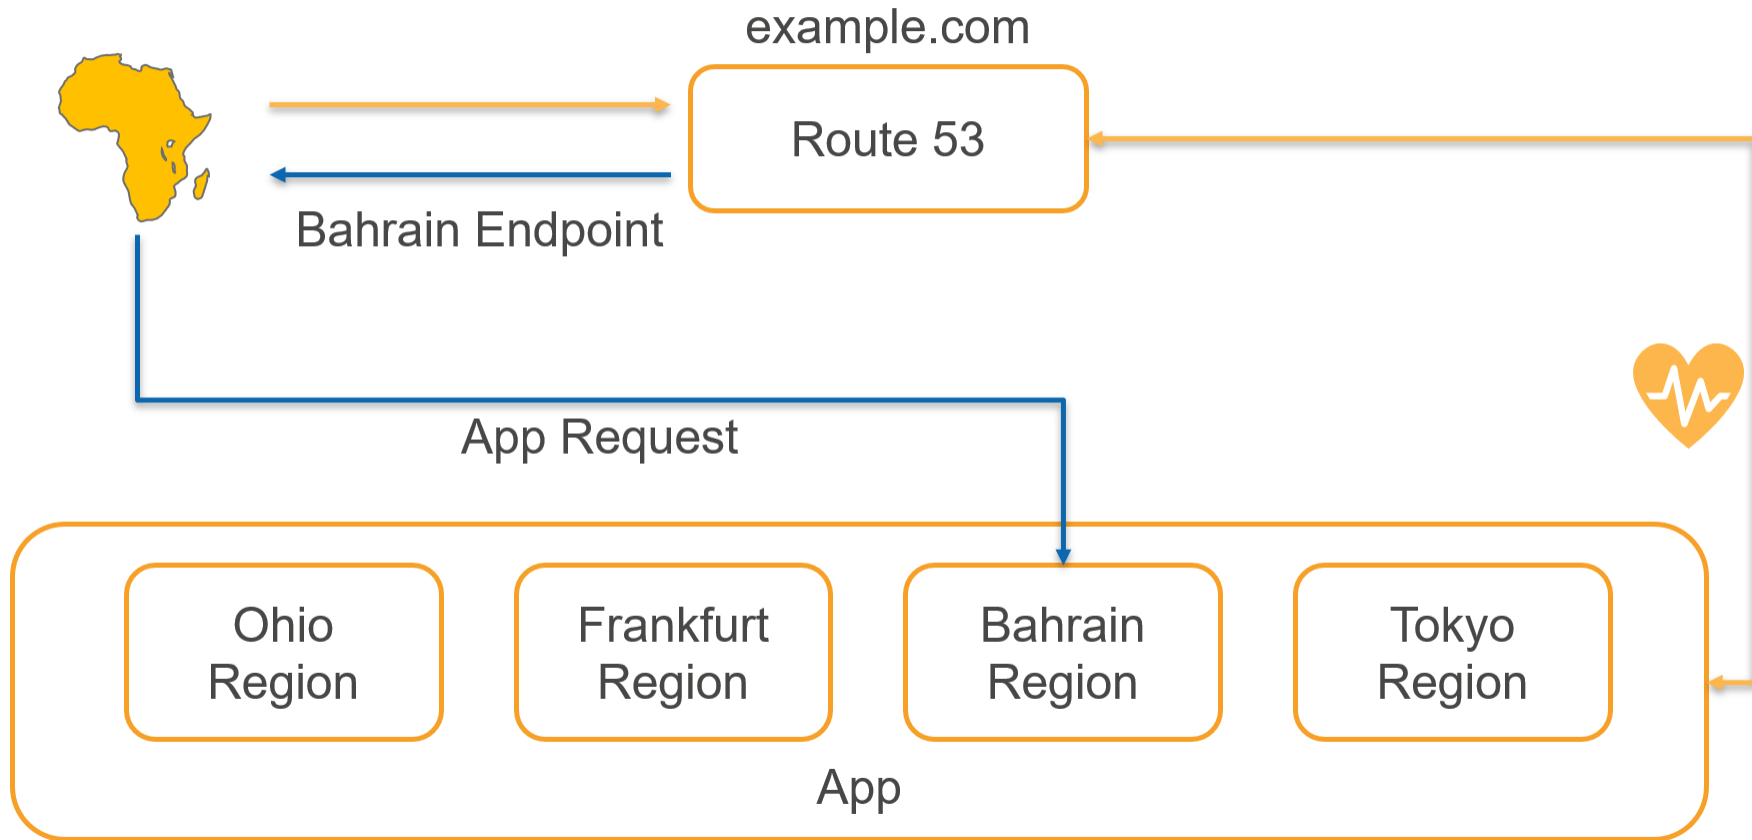 example.com
Route 53
Bahrain Endpoint
App Request
Ohio
Region
Frankfurt
Region
Bahrain
Region
Tokyo
Region
App